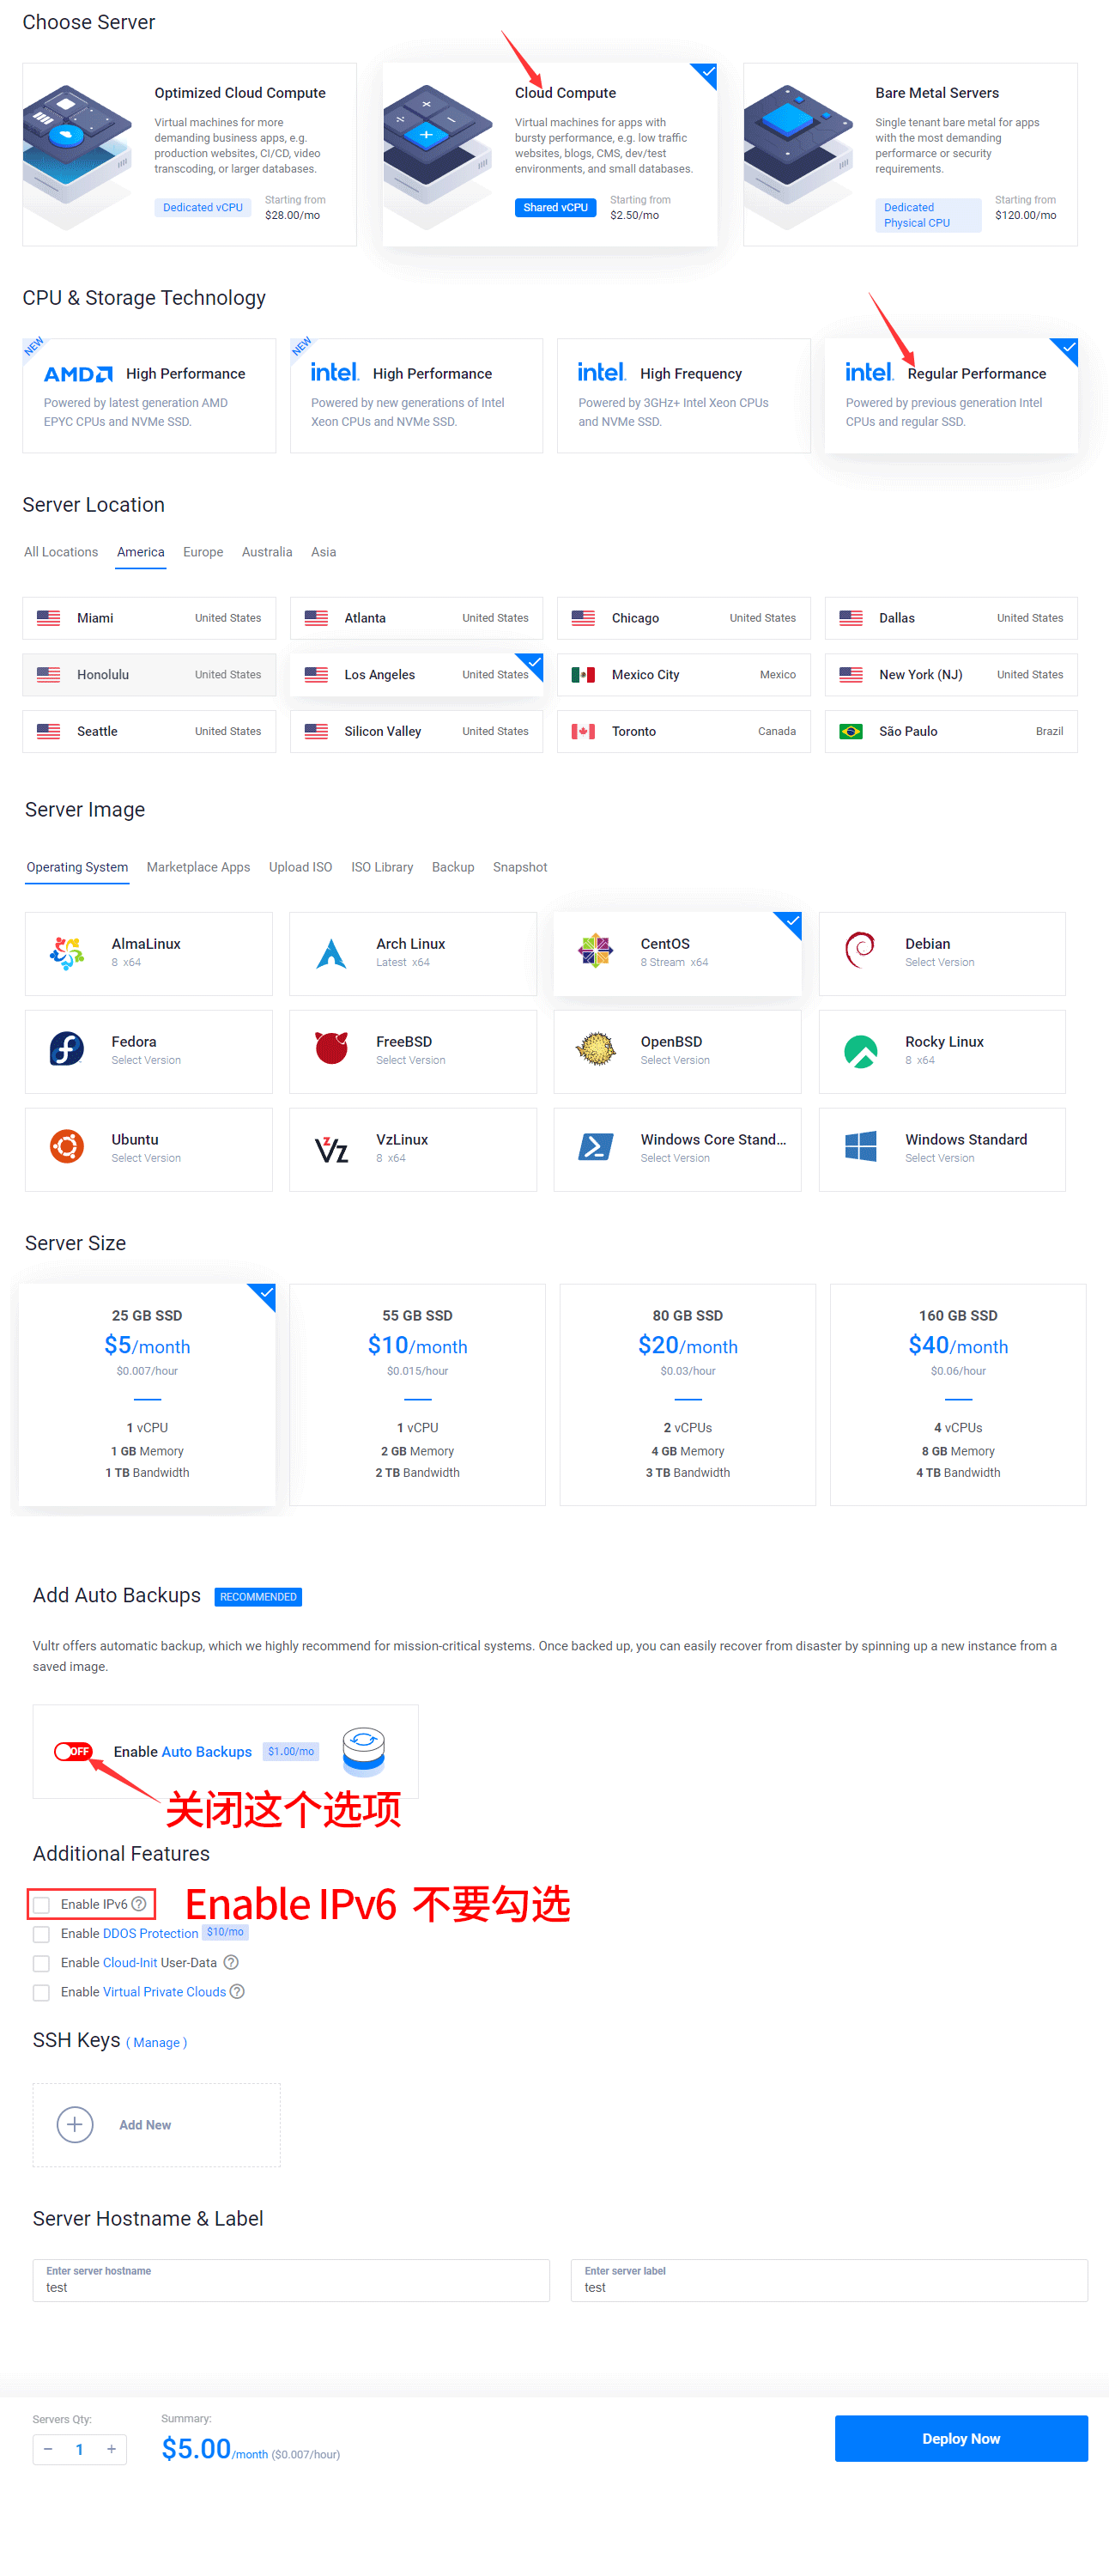 Choose Server
Optimized Cloud Compute
Virtual machines for more
demanding business apps, e.g.
production websites, CI/CD, video
transcoding, or larger databases.
Dedicated vCPU
Starting from
$28.00/mo
Cloud Compute
Virtual machines for apps with
bursty performance, e.g. low traffic
websites, blogs, CMS, dev/test
environments, and small databases.
Shared vCPU
Starting from
$2.50/mo
Bare Metal Servers
Single tenant bare metal for apps
with the most demanding
performance or security
requirements.
Dedicated
Physical CPU
Starting from
$120.00/mo
CPU & Storage Technology
NEW
AMD High Performance
Powered by latest generation AMD
EPYC CPUs and NVMe SSD.
NEW
intel. High Performance
Powered by new generations of Intel
Xeon CPUs and NVMe SSD.
intel. High Frequency
Powered by 3GHz+ Intel Xeon CPUs
and NVMe SSD.
intel. Regular Performance
Powered by previous generation Intel
CPUs and regular SSD.
Server Location
All Locations America Europe Australia Asia
Miami United States
Atlanta United States
Chicago United States
Dallas United States
Honolulu United States
Los Angeles United States
Mexico City Mexico
New York (NJ) United States
Seattle United States
Silicon Valley United States
Toronto Canada
São Paulo Brazil
Server Image
Operating System Marketplace Apps Upload ISO ISO Library Backup Snapshot
AlmaLinux
8 x64
Arch Linux
Latest x64
CentOS
8 Stream x64
Debian
Select Version
Fedora
Select Version
FreeBSD
Select Version
OpenBSD
Select Version
Rocky Linux
8 x64
Ubuntu
Select Version
VzLinux
8 x64
Windows Core Stand...
Select Version
Windows Standard
Select Version
Server Size
25 GB SSD
$5/month
$0.007/hour
1 vCPU
1 GB Memory
1 TB Bandwidth
55 GB SSD
$10/month
$0.015/hour
1 vCPU
2 GB Memory
2 TB Bandwidth
80 GB SSD
$20/month
$0.03/hour
2 vCPUs
4 GB Memory
3 TB Bandwidth
160 GB SSD
$40/month
$0.06/hour
4 vCPUs
8 GB Memory
4 TB Bandwidth
Add Auto Backups RECOMMENDED
Vultr offers automatic backup, which we highly recommend for mission-critical systems. Once backed up, you can easily recover from disaster by spinning up a new instance from a
saved image.
OFF Enable Auto Backups $1.00/mo
关闭这个选项
Additional Features
Enable IPv6 ?
Enable IPv6 不要勾选
Enable DDOS Protection $10/mo
Enable Cloud-Init User-Data ?
Enable Virtual Private Clouds ?
SSH Keys ( Manage )
Add New
Server Hostname & Label
Enter server hostname
test
Enter server label
test
Servers Qty:
− 1 +
Summary:
$5.00/month ($0.007/hour)
Deploy Now